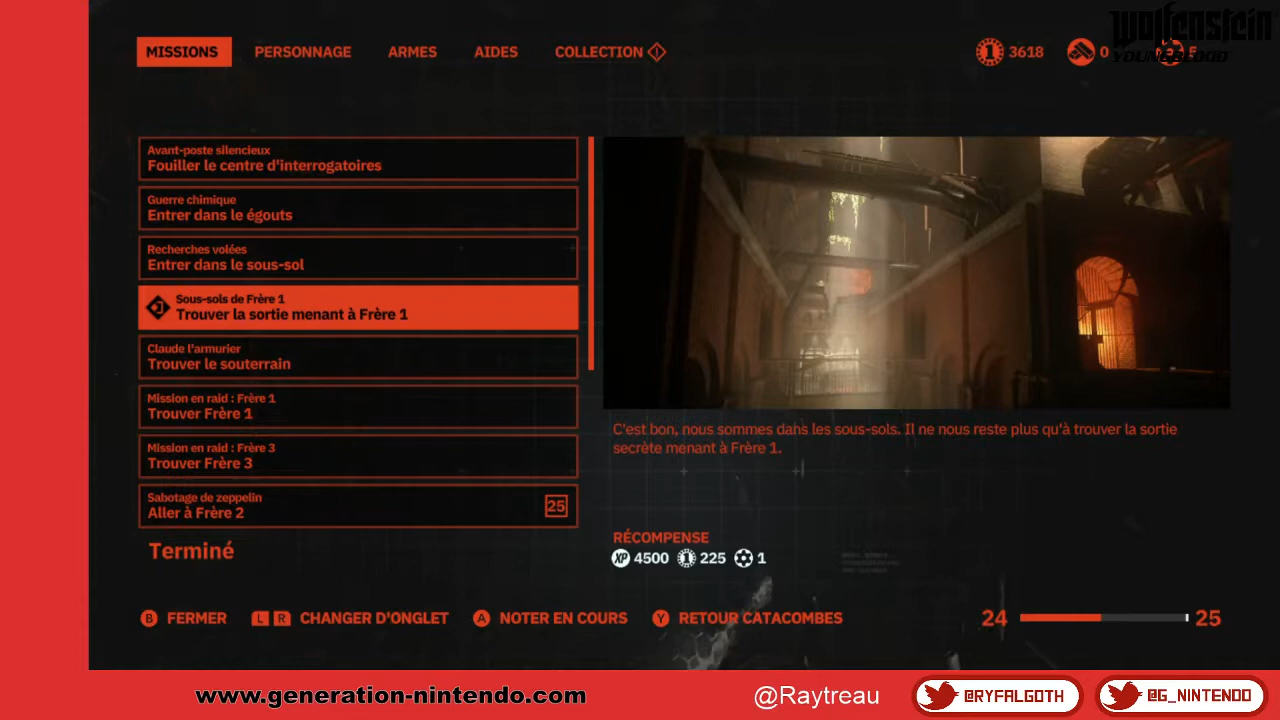 wolfenstein
YOUNGBLOOD
MISSIONS PERSONNAGE ARMES AIDES COLLECTION 3618 0 5
Avant-poste silencieux
Fouiller le centre d'interrogatoires
Guerre chimique
Entrer dans le égouts
Recherches volées
Entrer dans le sous-sol
Sous-sols de Frère 1
Trouver la sortie menant à Frère 1
Claude l'armurier
Trouver le souterrain
Mission en raid : Frère 1
Trouver Frère 1
Mission en raid : Frère 3
Trouver Frère 3
Sabotage de zeppelin
Aller à Frère 2
25
Terminé
C'est bon, nous sommes dans les sous-sols. Il ne nous reste plus qu'à trouver la sortie
secrète menant à Frère 1.
RÉCOMPENSE
XP 4500 1 225 1
B FERMER L R CHANGER D'ONGLET A NOTER EN COURS Y RETOUR CATACOMBES 24 25
www.generation-nintendo.com @Raytreau @RYFALGOTH @G_NINTENDO